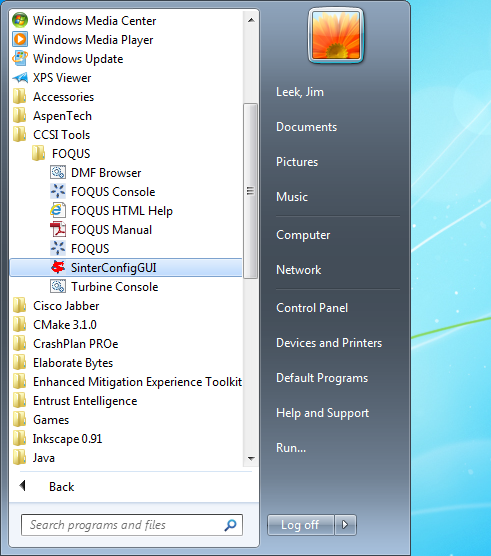 Windows Media Center
Windows Media Player
Windows Update
XPS Viewer
Accessories
AspenTech
CCSI Tools
FOQUS
DMF Browser
FOQUS Console
FOQUS HTML Help
FOQUS Manual
FOQUS
SinterConfigGUI
Turbine Console
Cisco Jabber
CMake 3.1.0
CrashPlan PROe
Elaborate Bytes
Enhanced Mitigation Experience Toolkit
Entrust Entelligence
Games
Inkscape 0.91
Java
Back
Search programs and files
Leek, Jim
Documents
Pictures
Music
Computer
Network
Control Panel
Devices and Printers
Default Programs
Help and Support
Run...
Log off